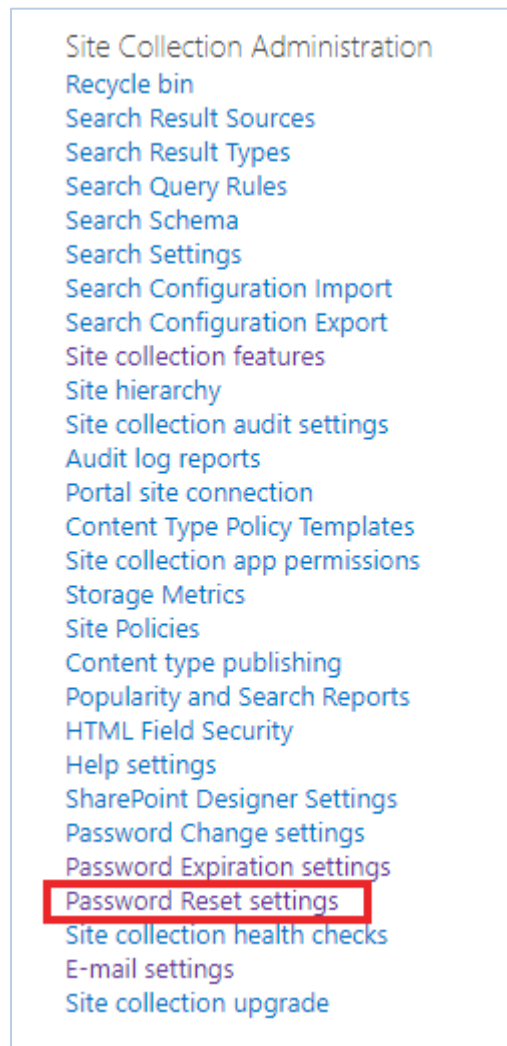 Site Collection Administration
Recycle bin
Search Result Sources
Search Result Types
Search Query Rules
Search Schema
Search Settings
Search Configuration Import
Search Configuration Export
Site collection features
Site hierarchy
Site collection audit settings
Audit log reports
Portal site connection
Content Type Policy Templates
Site collection app permissions
Storage Metrics
Site Policies
Content type publishing
Popularity and Search Reports
HTML Field Security
Help settings
SharePoint Designer Settings
Password Change settings
Password Expiration settings
Password Reset settings
Site collection health checks
E-mail settings
Site collection upgrade